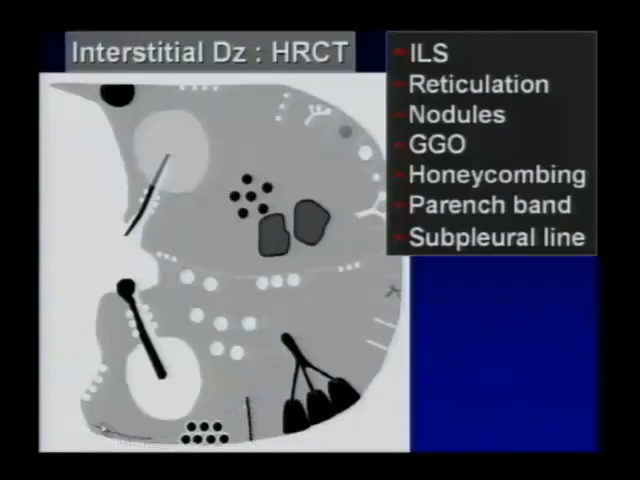 Interstitial Dz : HRCT
ILS
Reticulation
Nodules
GGO
Honeycombing
Parench band
Subpleural line